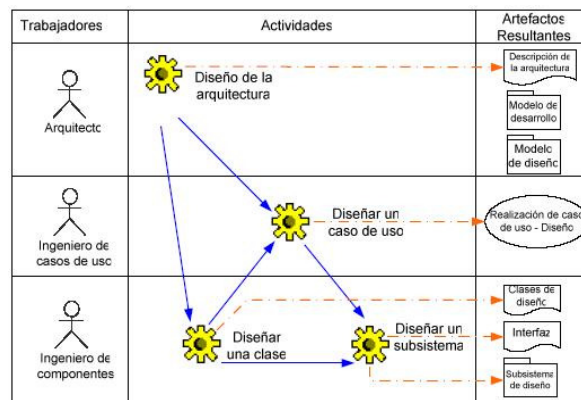 Trabajadores
Actividades
Artefactos
Resultantes
Arquitecto
Diseño de la
arquitectura
Descripción de
la arquitectura
Modelo de
desarrollo
Modelo
de diseño
Ingeniero de
casos de uso
Diseñar un
caso de uso
Realización de caso
de uso - Diseño
Ingeniero de
componentes
Diseñar
una clase
Diseñar un
subsistema
Clases de
diseño
Interfaz
Subsistema
de diseño